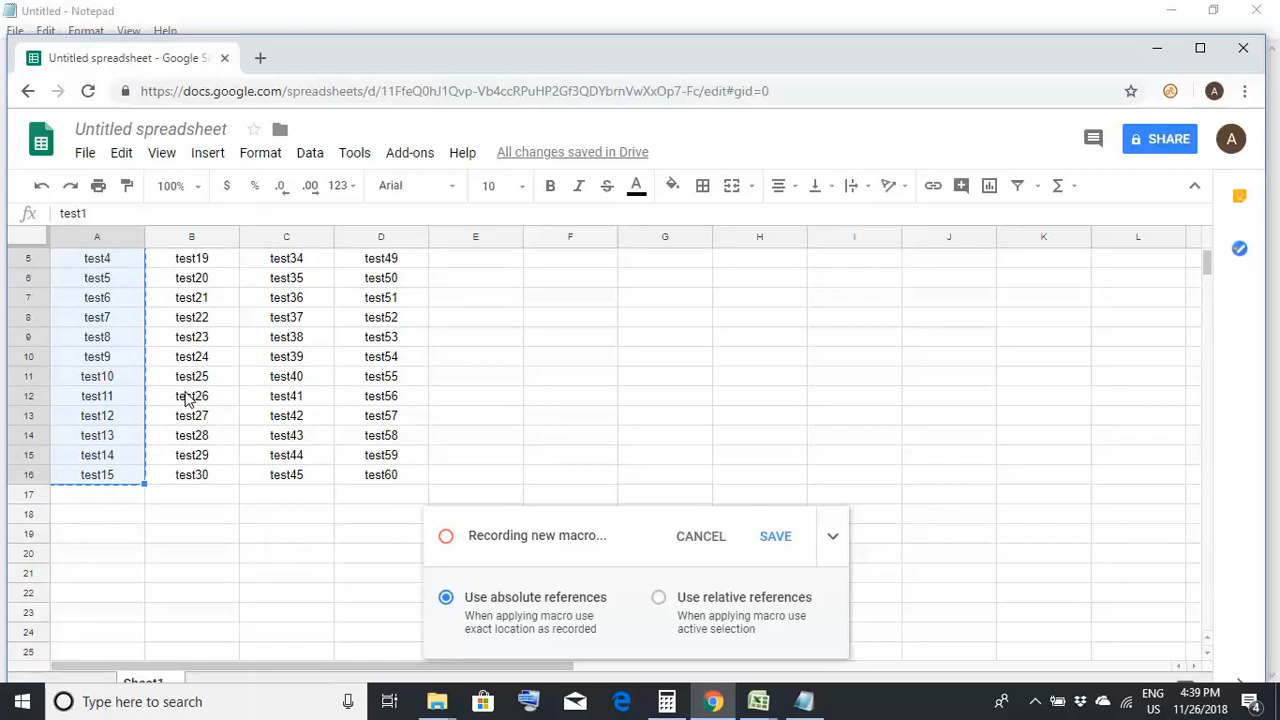 Untitled - Notepad
File Edit Format View Help
Untitled spreadsheet - Google S
https://docs.google.com/spreadsheets/d/11FfeQ0hJ1Qvp-Vb4ccRPuHP2Gf3QDYbrnVwXxOp7-Fc/edit#gid=0
A
Untitled spreadsheet
SHARE
A
File Edit View Insert Format Data Tools Add-ons Help All changes saved in Drive
100% $ % .0 .00 123 Arial 10 B I S A Σ
fx test1
A B C D E F G H I J K L
5 test4 test19 test34 test49
6 test5 test20 test35 test50
7 test6 test21 test36 test51
8 test7 test22 test37 test52
9 test8 test23 test38 test53
10 test9 test24 test39 test54
11 test10 test25 test40 test55
12 test11 test26 test41 test56
13 test12 test27 test42 test57
14 test13 test28 test43 test58
15 test14 test29 test44 test59
16 test15 test30 test45 test60
17
18
19
20
21
22
23
24
25
Recording new macro... CANCEL SAVE
Use absolute references
When applying macro use
exact location as recorded
Use relative references
When applying macro use
active selection
Sheet1
Type here to search
ENG
US
4:39 PM
11/26/2018
4